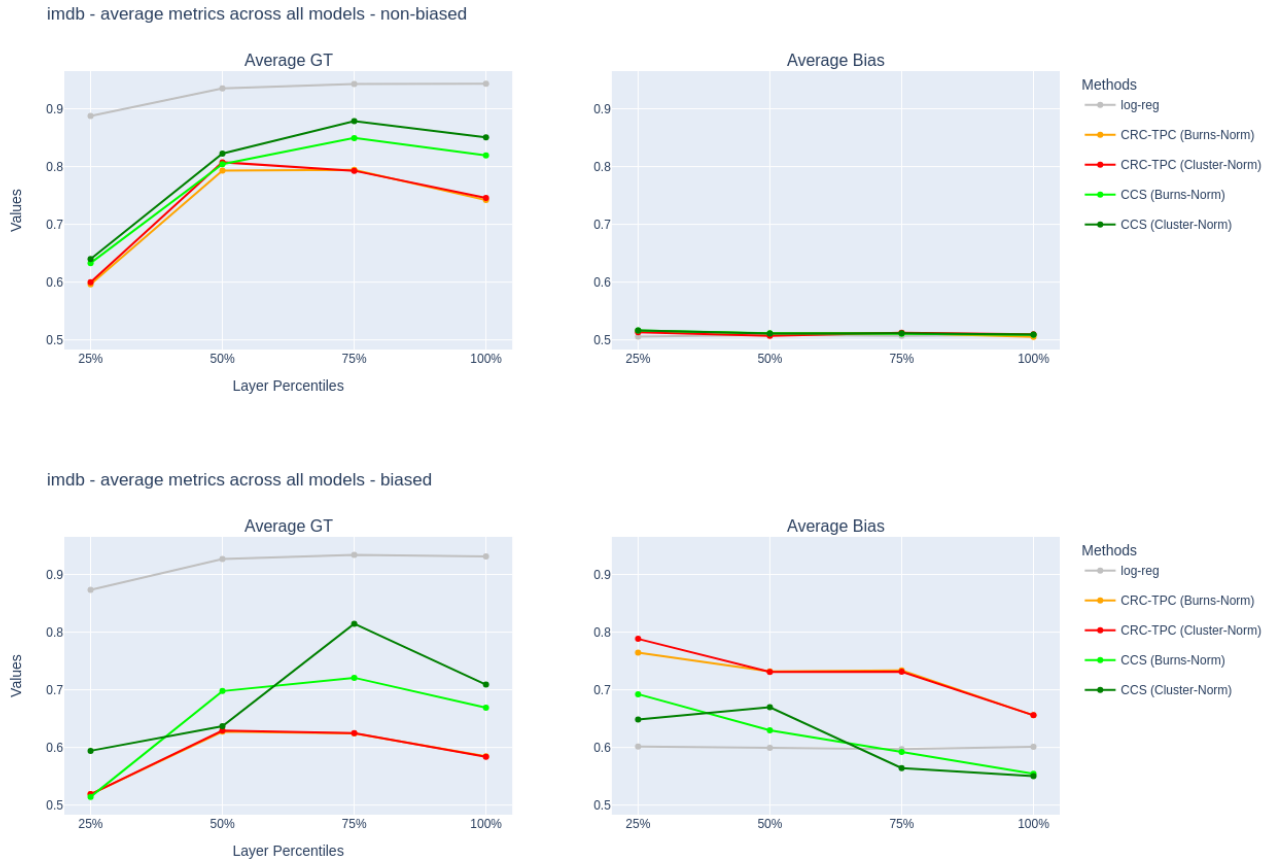 imdb - average metrics across all models - non-biased
Average GT
Average Bias
Values
0.9
0.8
0.7
0.6
0.5
25% 50% 75% 100%
Layer Percentiles
0.9
0.8
0.7
0.6
0.5
25% 50% 75% 100%
Methods
log-reg
CRC-TPC (Burns-Norm)
CRC-TPC (Cluster-Norm)
CCS (Burns-Norm)
CCS (Cluster-Norm)
imdb - average metrics across all models - biased
Average GT
Average Bias
Values
0.9
0.8
0.7
0.6
0.5
25% 50% 75% 100%
Layer Percentiles
0.9
0.8
0.7
0.6
0.5
25% 50% 75% 100%
Methods
log-reg
CRC-TPC (Burns-Norm)
CRC-TPC (Cluster-Norm)
CCS (Burns-Norm)
CCS (Cluster-Norm)